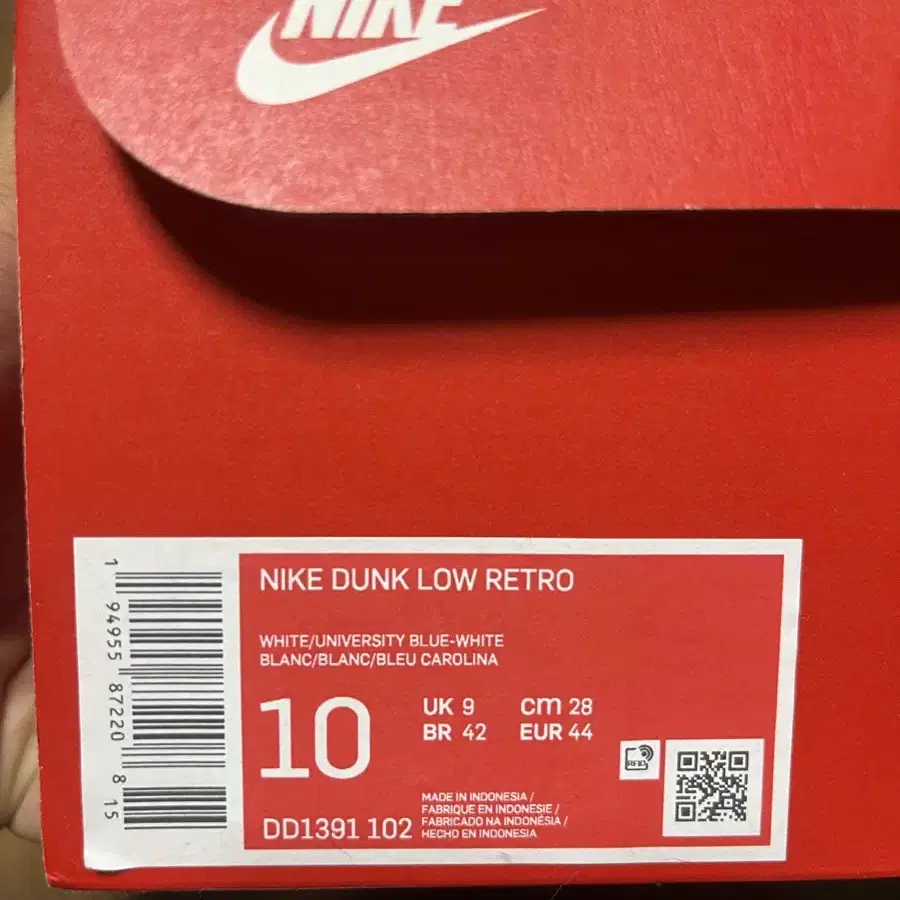 NIKE
NIKE DUNK LOW RETRO
WHITE/UNIVERSITY BLUE-WHITE
BLANC/BLANC/BLEU CAROLINA
10
UK 9 cm 28
BR 42 EUR 44
RFID
MADE IN INDONESIA /
FABRIQUE EN INDONESIE /
FABRICADO NA INDONÉSIA /
HECHO EN INDONESIA
DD1391 102
1 94955 87220 8 15